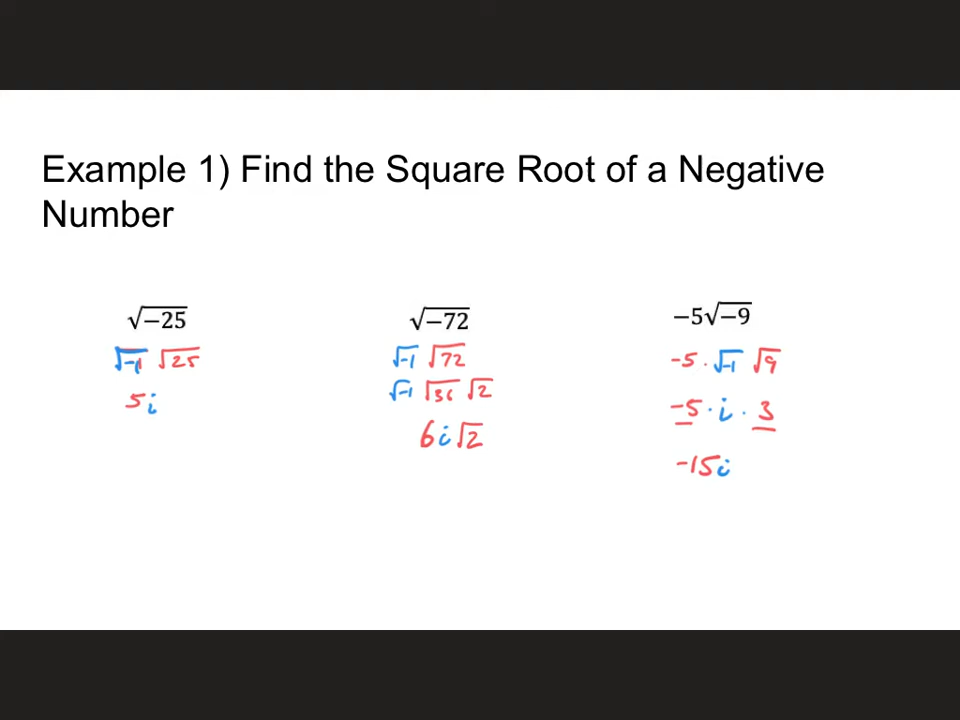 Example 1) Find the Square Root of a Negative
Number
√−25
√-1 √25
5i
√−72
√-1 √72
√-1 √36 √2
6i√2
−5√−9
-5 · √-1 √9
-5 · i · 3
-15i